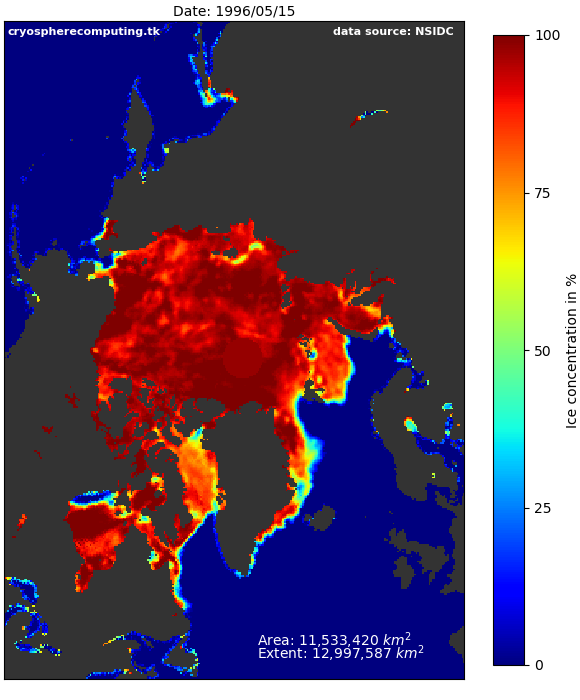 Date: 1996/05/15
cryospherecomputing.tk
data source: NSIDC
100
75
50
25
0
Ice concentration in %
Area: 11,533,420 km²
Extent: 12,997,587 km²